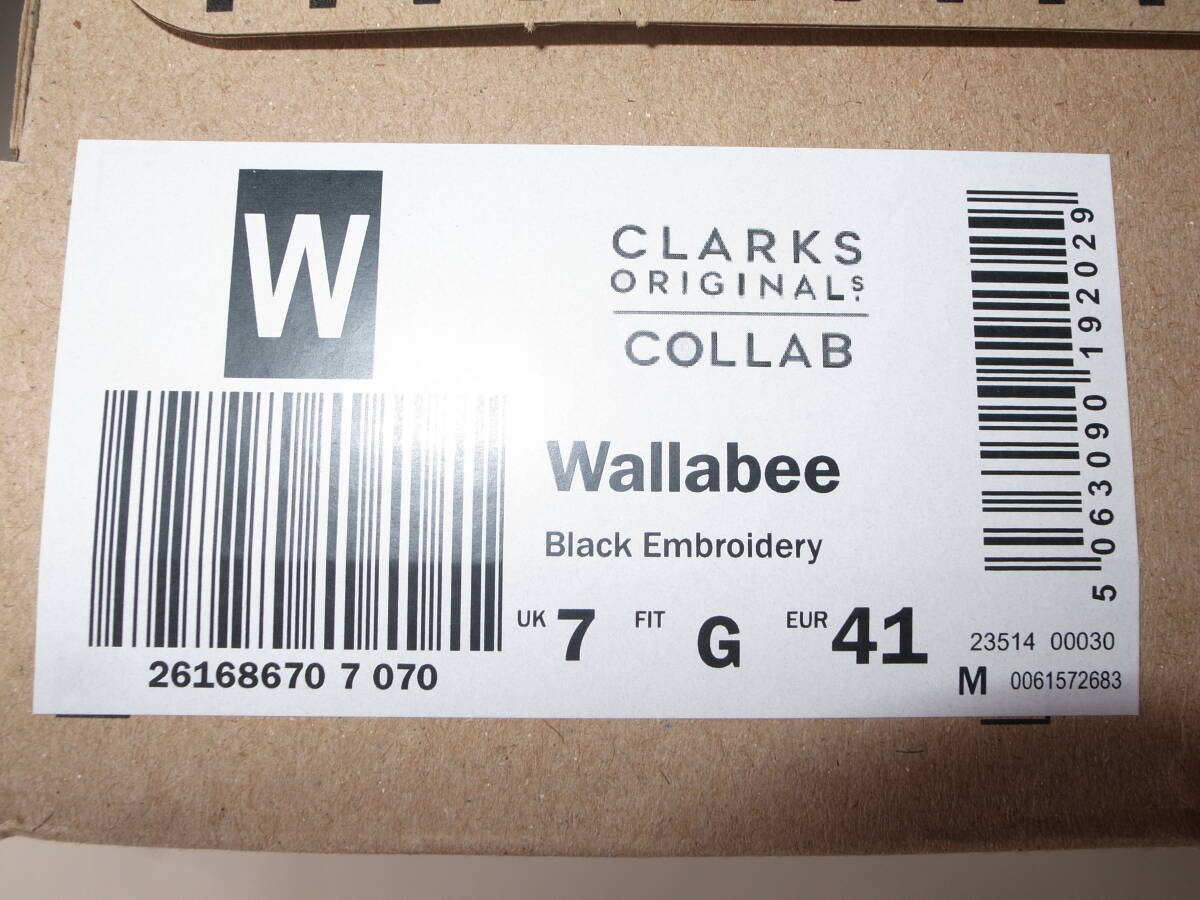 W
CLARKS
ORIGINALS.
COLLAB
Wallabee
Black Embroidery
UK 7 FIT G EUR 41
26168670 7 070
5 063090 192029
23514 00030
M 0061572683